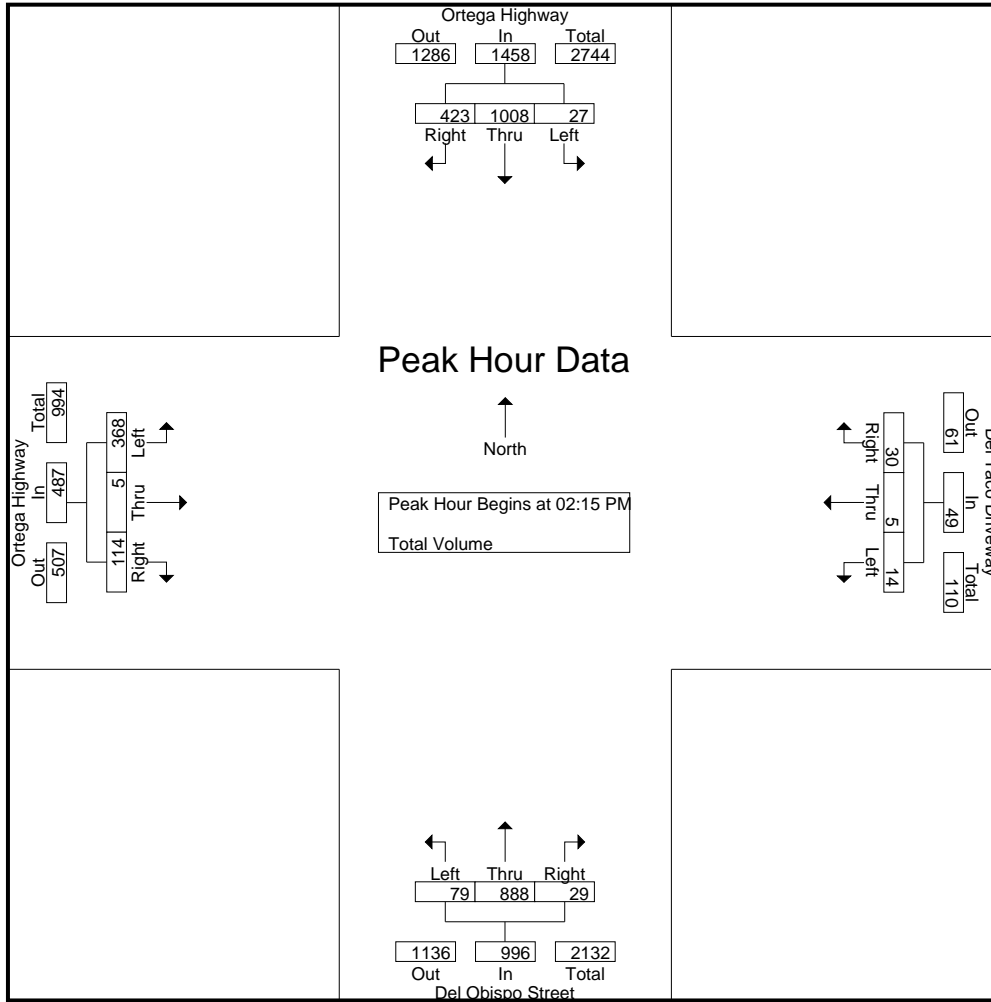 Ortega Highway
Out In Total
1286 1458 2744
423 1008 27
Right Thru Left
Peak Hour Data
North
Peak Hour Begins at 02:15 PM
Total Volume
Ortega Highway
Total In Out
994 487 507
368 5 114
Left Thru Right
Del Taco Driveway
Out In Total
61 49 110
30 5 14
Right Thru Left
Left Thru Right
79 888 29
1136 996 2132
Out In Total
Del Obispo Street